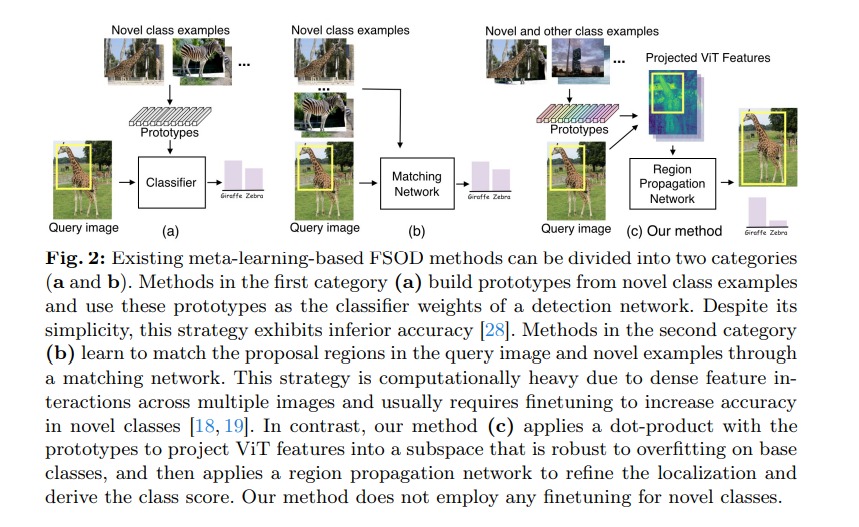 Novel class examples
...
Prototypes
Classifier
Giraffe Zebra
Query image
(a)
Novel class examples
...
Matching
Network
Giraffe Zebra
Query image
(b)
Novel and other class examples
...
Projected ViT Features
Prototypes
Region
Propagation
Network
Giraffe Zebra
Query image
(c) Our method
Fig. 2: Existing meta-learning-based FSOD methods can be divided into two categories
(a and b). Methods in the first category (a) build prototypes from novel class examples
and use these prototypes as the classifier weights of a detection network. Despite its
simplicity, this strategy exhibits inferior accuracy [28]. Methods in the second category
(b) learn to match the proposal regions in the query image and novel examples through
a matching network. This strategy is computationally heavy due to dense feature in-
teractions across multiple images and usually requires finetuning to increase accuracy
in novel classes [18, 19]. In contrast, our method (c) applies a dot-product with the
prototypes to project ViT features into a subspace that is robust to overfitting on base
classes, and then applies a region propagation network to refine the localization and
derive the class score. Our method does not employ any finetuning for novel classes.